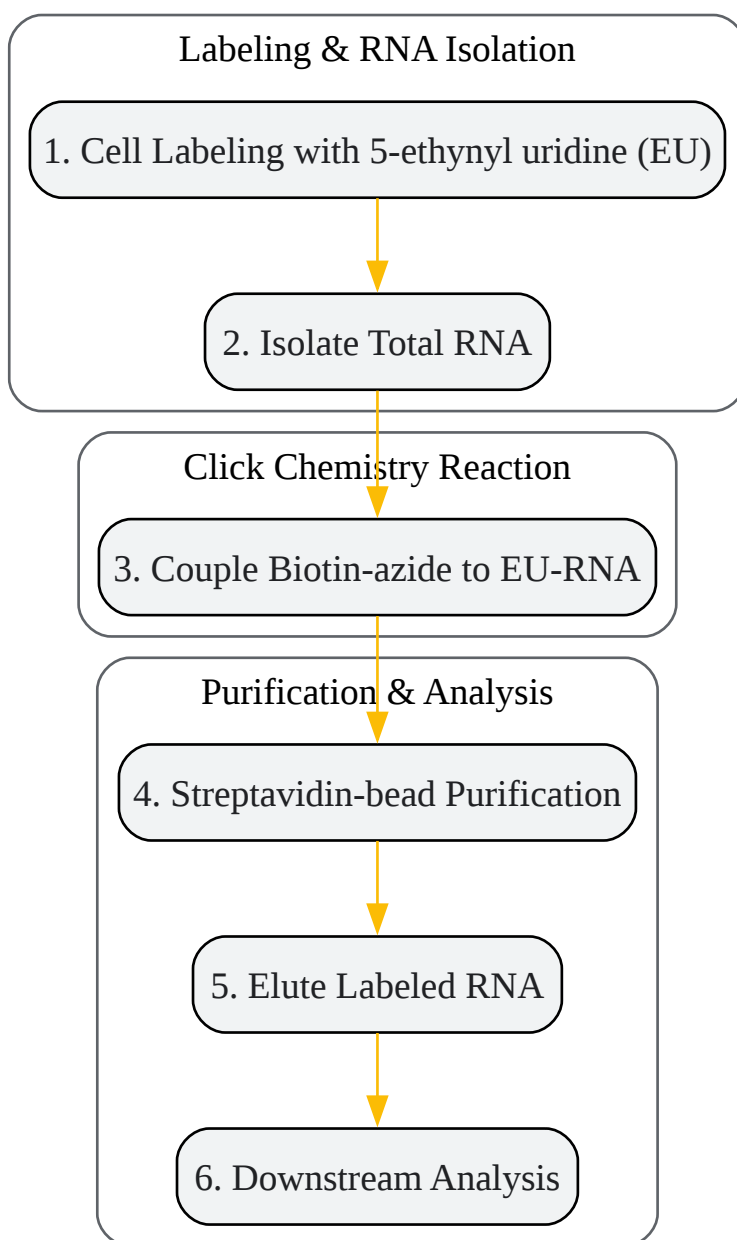 Labeling & RNA Isolation
1. Cell Labeling with 5-ethynyl uridine (EU)
2. Isolate Total RNA
Click Chemistry Reaction
3. Couple Biotin-azide to EU-RNA
Purification & Analysis
4. Streptavidin-bead Purification
5. Elute Labeled RNA
6. Downstream Analysis